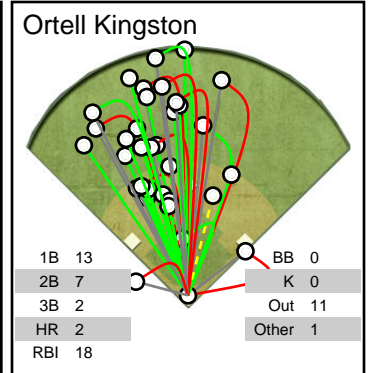 Ortell Kingston
1B 13 BB 0
2B 7 K 0
3B 2 Out 11
HR 2 Other 1
RBI 18